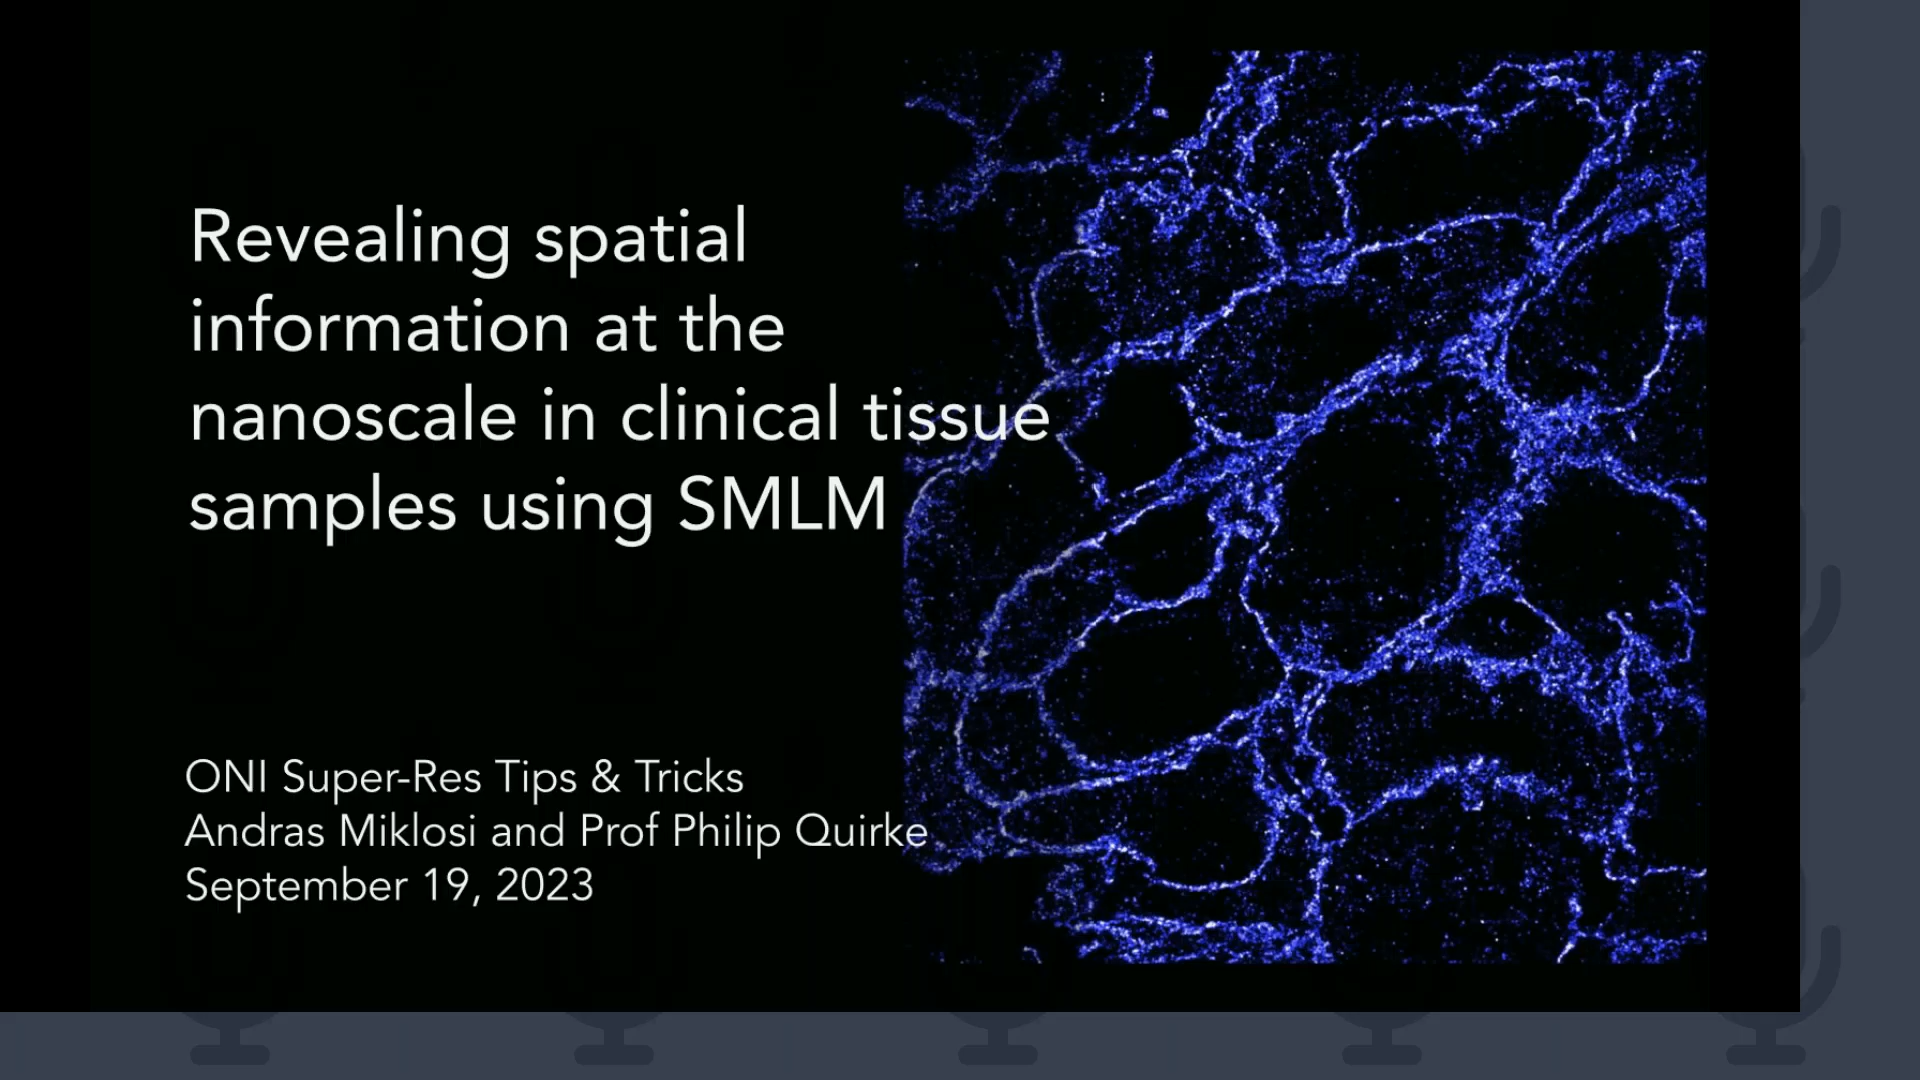 Revealing spatial
information at the
nanoscale in clinical tissue
samples using SMLM
ONI Super-Res Tips & Tricks
Andras Miklosi and Prof Philip Quirke
September 19, 2023